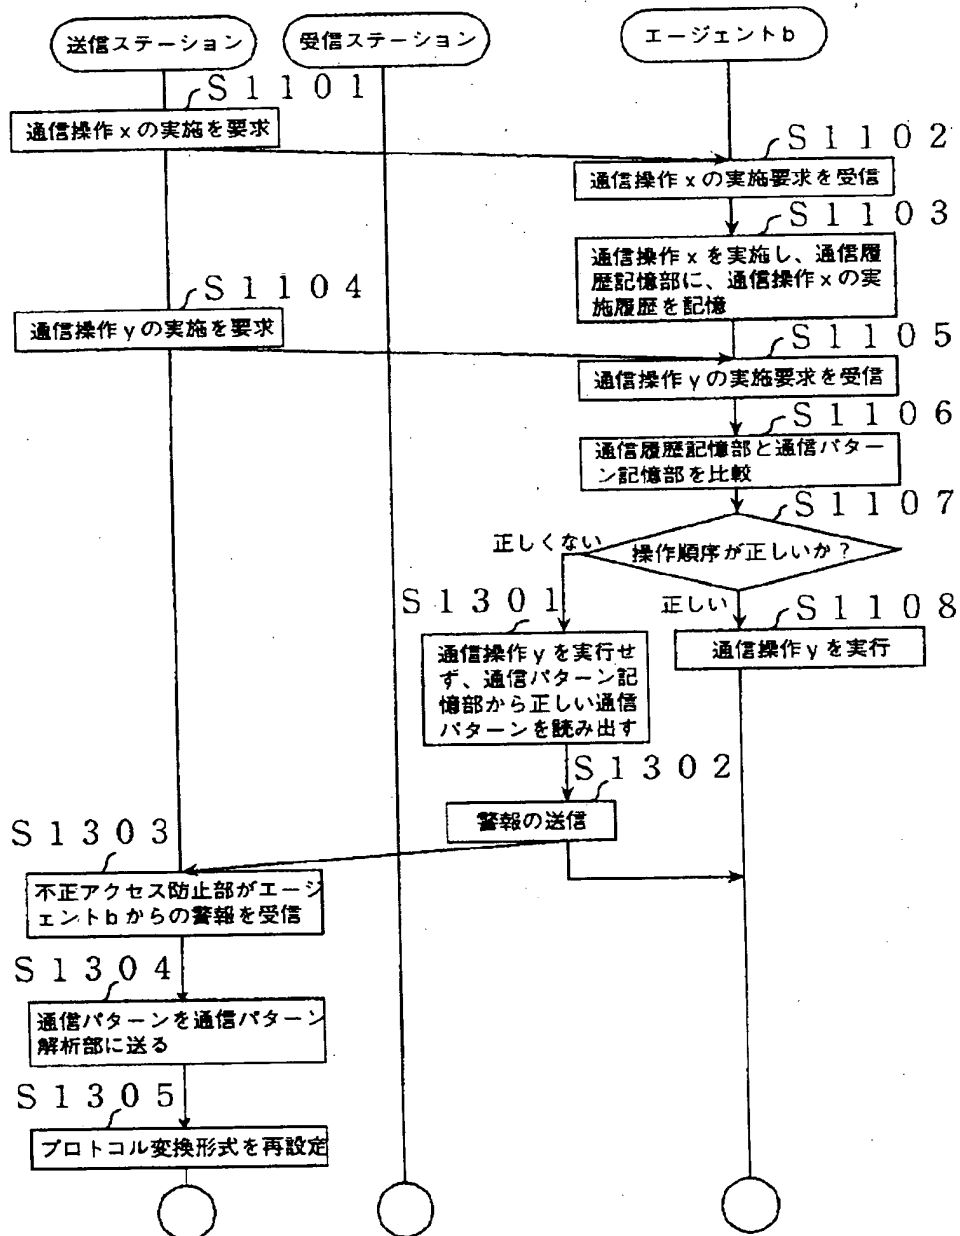 送信ステーション
受信ステーション
エージェントb
S1101
通信操作xの実施を要求
S1102
通信操作xの実施要求を受信
S1103
通信操作xを実施し、通信履
歴記憶部に、通信操作xの実
施履歴を記憶
S1104
通信操作yの実施を要求
S1105
通信操作yの実施要求を受信
S1106
通信履歴記憶部と通信パター
ン記憶部を比較
S1107
操作順序が正しいか？
正しくない
正しい
S1301
通信操作yを実行せ
ず、通信パターン記
憶部から正しい通信
パターンを読み出す
S1108
通信操作yを実行
S1302
警報の送信
S1303
不正アクセス防止部がエージ
ェントbからの警報を受信
S1304
通信パターンを通信パターン
解析部に送る
S1305
プロトコル変換形式を再設定